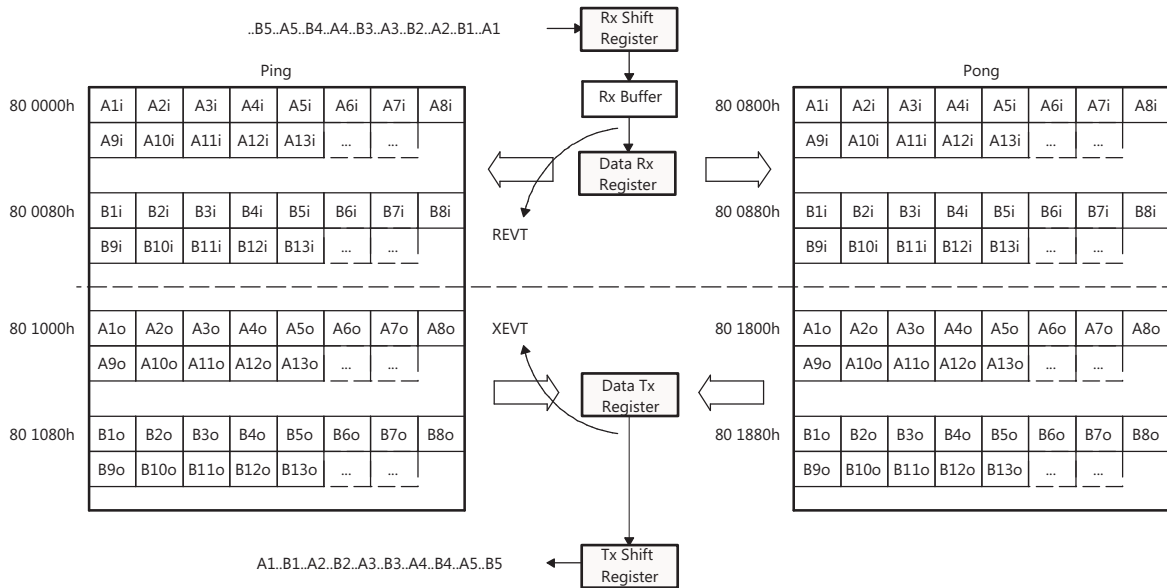 ..B5..A5..B4..A4..B3..A3..B2..A2..B1..A1
Rx Shift
Register
Ping
Pong
Rx Buffer
80 0000h A1i A2i A3i A4i A5i A6i A7i A8i
A9i A10i A11i A12i A13i ... ...
80 0800h A1i A2i A3i A4i A5i A6i A7i A8i
A9i A10i A11i A12i A13i ... ...
Data Rx
Register
80 0080h B1i B2i B3i B4i B5i B6i B7i B8i
B9i B10i B11i B12i B13i ... ...
REVT
80 0880h B1i B2i B3i B4i B5i B6i B7i B8i
B9i B10i B11i B12i B13i ... ...
80 1000h A1o A2o A3o A4o A5o A6o A7o A8o
A9o A10o A11o A12o A13o ... ...
XEVT
80 1800h A1o A2o A3o A4o A5o A6o A7o A8o
A9o A10o A11o A12o A13o ... ...
Data Tx
Register
80 1080h B1o B2o B3o B4o B5o B6o B7o B8o
B9o B10o B11o B12o B13o ... ...
80 1880h B1o B2o B3o B4o B5o B6o B7o B8o
B9o B10o B11o B12o B13o ... ...
A1..B1..A2..B2..A3..B3..A4..B4..A5..B5
Tx Shift
Register